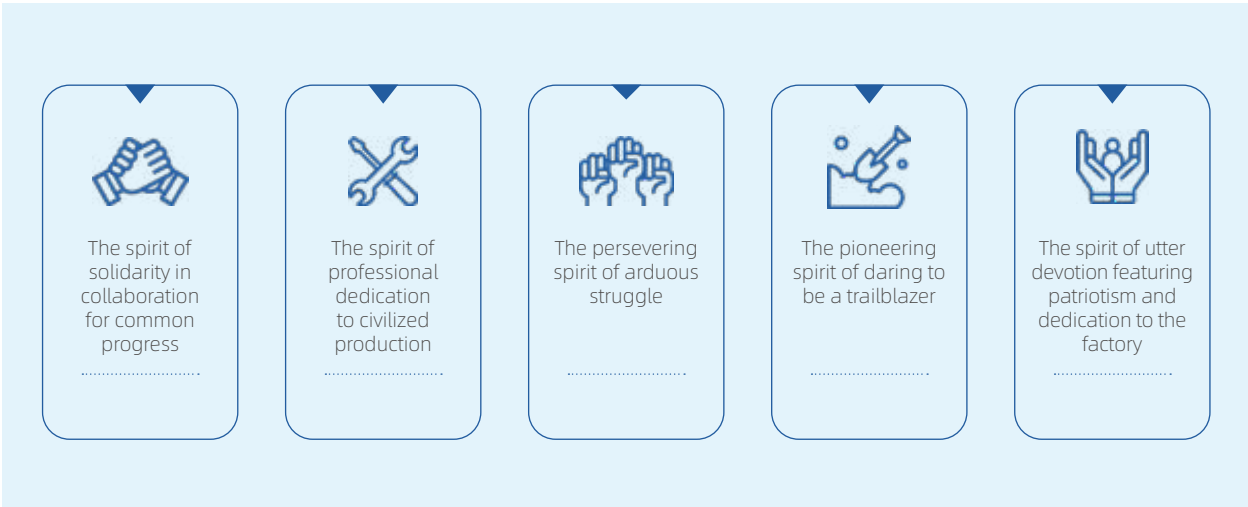 The spirit of
solidarity in
collaboration
for common
progress
The spirit of
professional
dedication
to civilized
production
The persevering
spirit of arduous
struggle
The pioneering
spirit of daring to
be a trailblazer
The spirit of utter
devotion featuring
patriotism and
dedication to the
factory